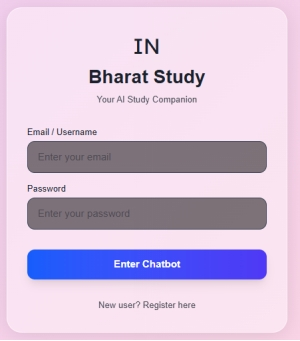 IN
Bharat Study
Your AI Study Companion
Email / Username
Enter your email
Password
Enter your password
Enter Chatbot
New user? Register here